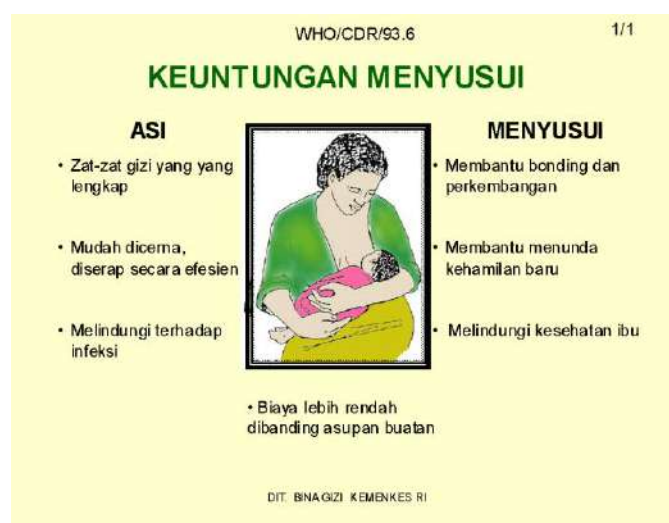 WHO/CDR/93.6
1/1
KEUNTUNGAN MENYUSUI
ASI
• Zat-zat gizi yang yang
lengkap
• Mudah dicerna,
diserap secara efesien
• Melindungi terhadap
infeksi
MENYUSUI
• Membantu bonding dan
perkembangan
• Membantu menunda
kehamilan baru
• Melindungi kesehatan ibu
• Biaya lebih rendah
dibanding asupan buatan
DIT. BINA GIZI KEMENKES RI